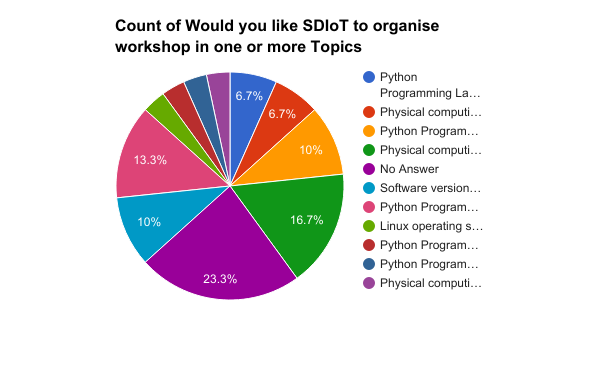 Count of Would you like SDIoT to organise
workshop in one or more Topics
6.7%
6.7%
10%
16.7%
23.3%
10%
13.3%
Python
Programming La…
Physical computi…
Python Program…
Physical computi…
No Answer
Software version…
Python Program…
Linux operating s…
Python Program…
Python Program…
Physical computi…